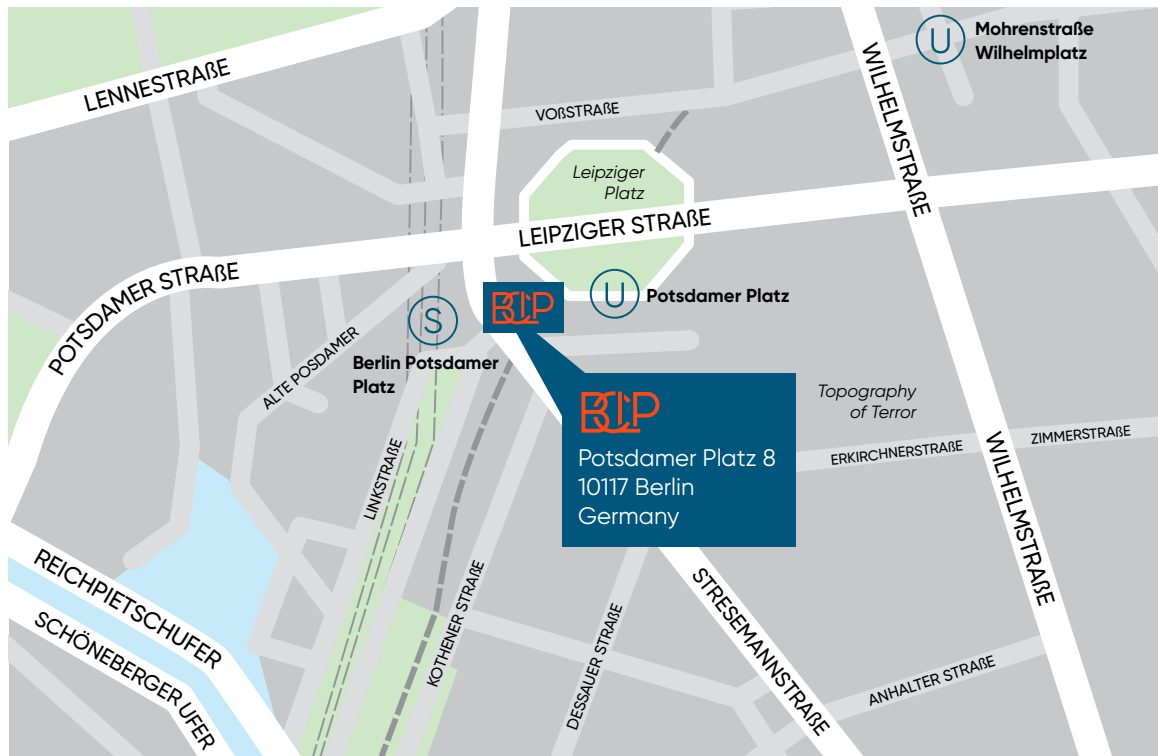 LENNESTRAßE
VOßSTRAßE
WILHELMSTRAßE
U
Mohrenstraße
Wilhelmplatz
Leipziger
Platz
LEIPZIGER STRAßE
POTSDAMER STRAßE
S
Berlin Potsdamer
Platz
BCLP
U
Potsdamer Platz
ALTE POSDAMER
BCLP
Potsdamer Platz 8
10117 Berlin
Germany
Topography
of Terror
ERKIRCHNERSTRAßE
ZIMMERSTRAßE
LINKSTRAßE
WILHELMSTRAßE
REICHPIETSCHUFER
SCHÖNEBERGER UFER
KOTHENER STRAßE
DESSAUER STRAßE
STRESEMANNSTRAßE
ANHALTER STRAßE